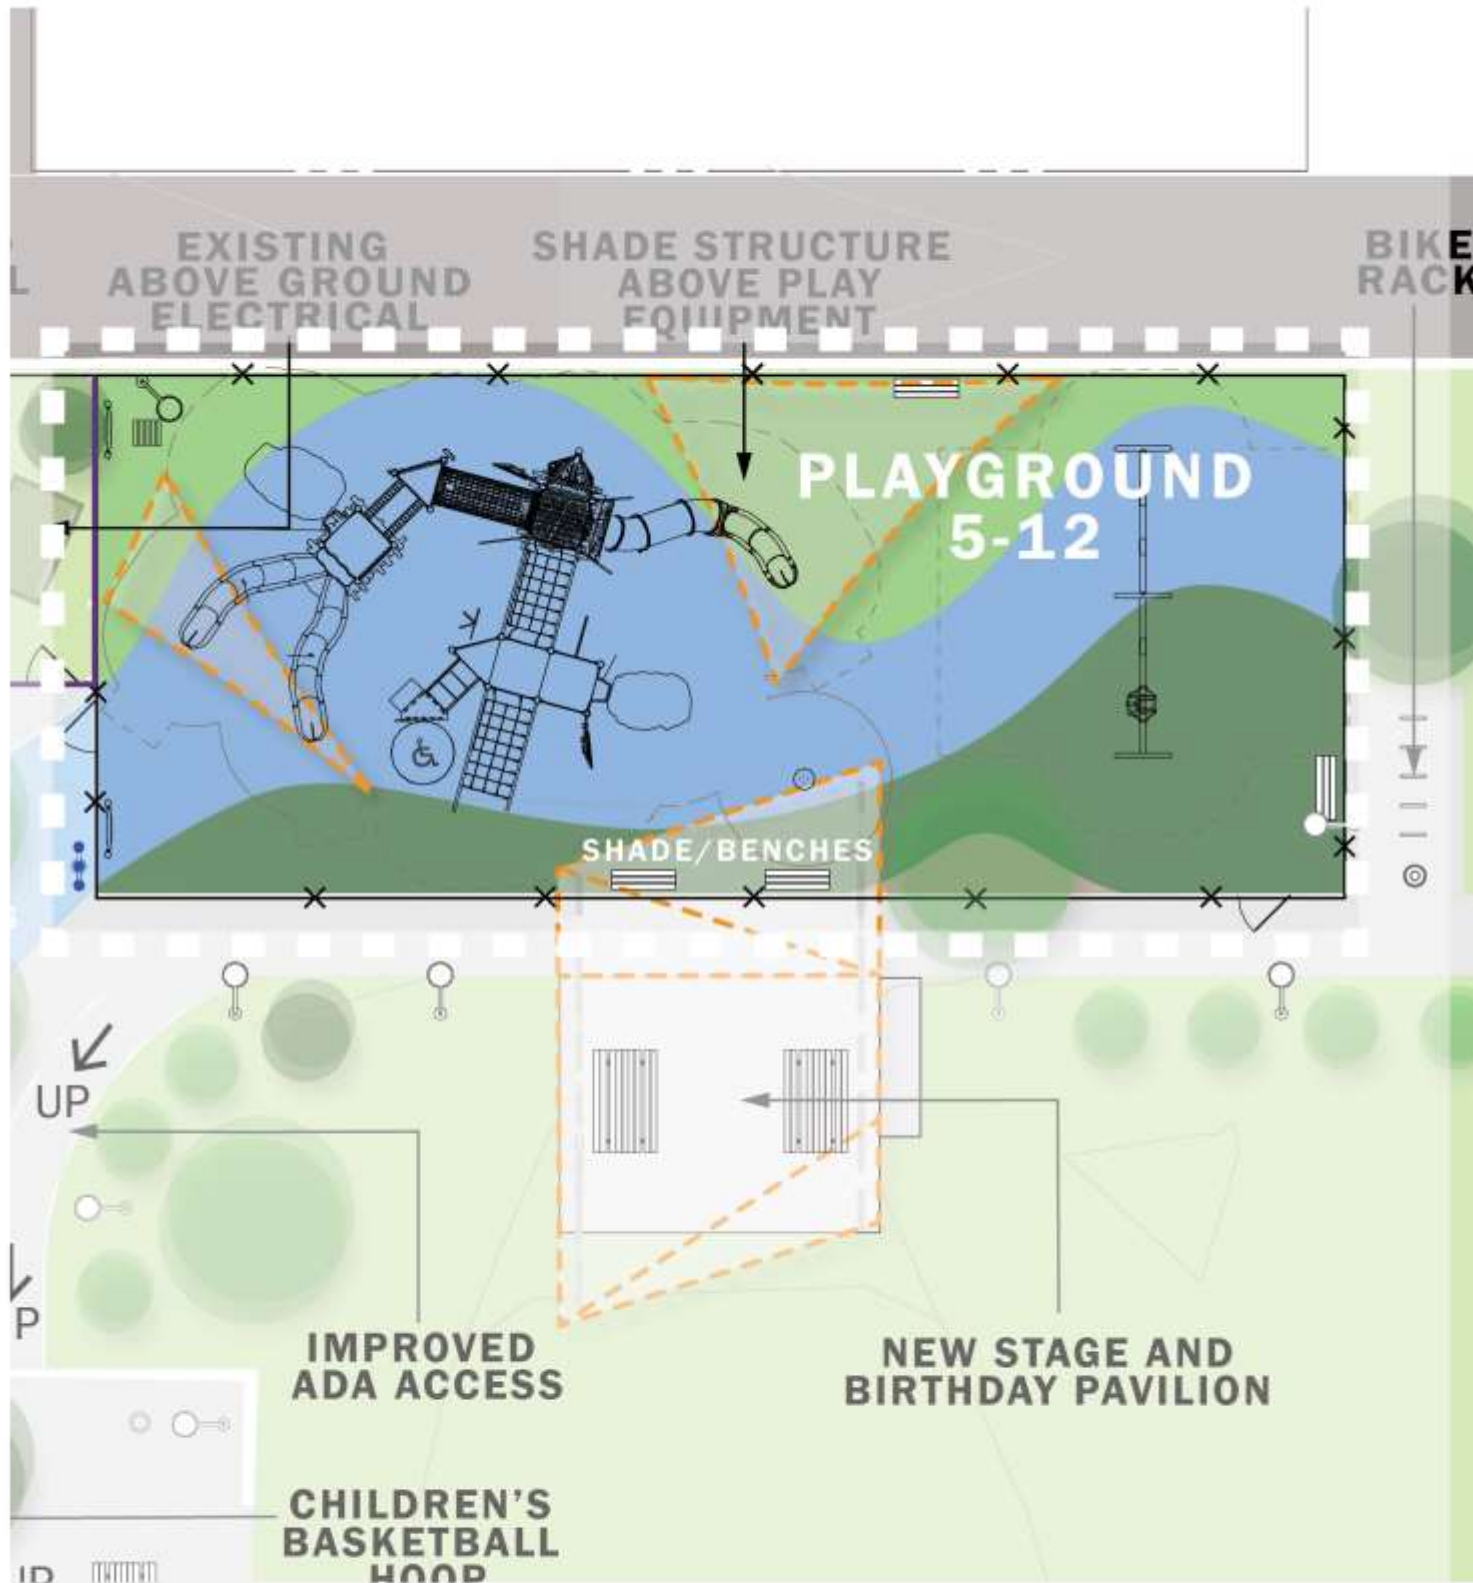 EXISTING
ABOVE GROUND
ELECTRICAL
SHADE STRUCTURE
ABOVE PLAY
EQUIPMENT
BIKE
RACK
L
PLAYGROUND
5-12
SHADE/BENCHES
UP
P
IMPROVED
ADA ACCESS
NEW STAGE AND
BIRTHDAY PAVILION
CHILDREN'S
BASKETBALL
HOOP
UP